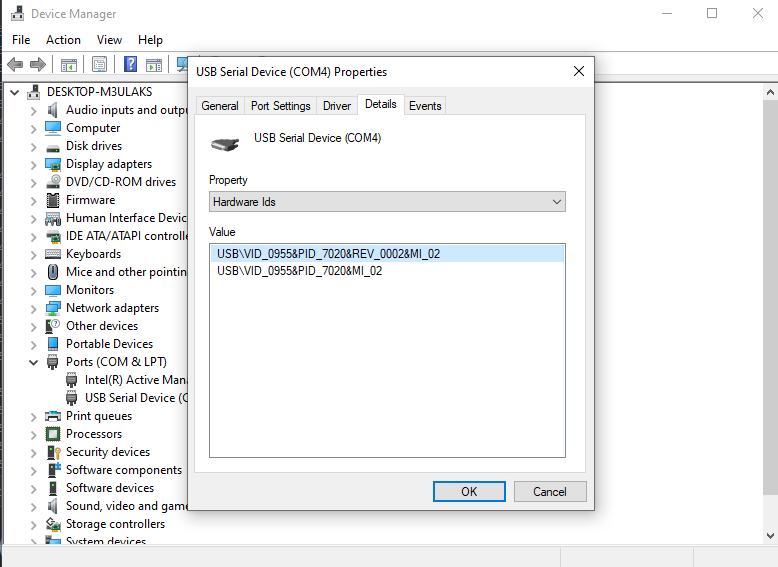 Device Manager
File Action View Help
DESKTOP-M3ULAKS
Audio inputs and outpu
Computer
Disk drives
Display adapters
DVD/CD-ROM drives
Firmware
Human Interface Devic
IDE ATA/ATAPI controlle
Keyboards
Mice and other pointin
Monitors
Network adapters
Other devices
Portable Devices
Ports (COM & LPT)
Intel(R) Active Mana
USB Serial Device (C
Print queues
Processors
Security devices
Software components
Software devices
Sound, video and game
Storage controllers
System devices
USB Serial Device (COM4) Properties
General Port Settings Driver Details Events
USB Serial Device (COM4)
Property
Hardware Ids
Value
USB\VID_0955&PID_7020&REV_0002&MI_02
USB\VID_0955&PID_7020&MI_02
OK Cancel